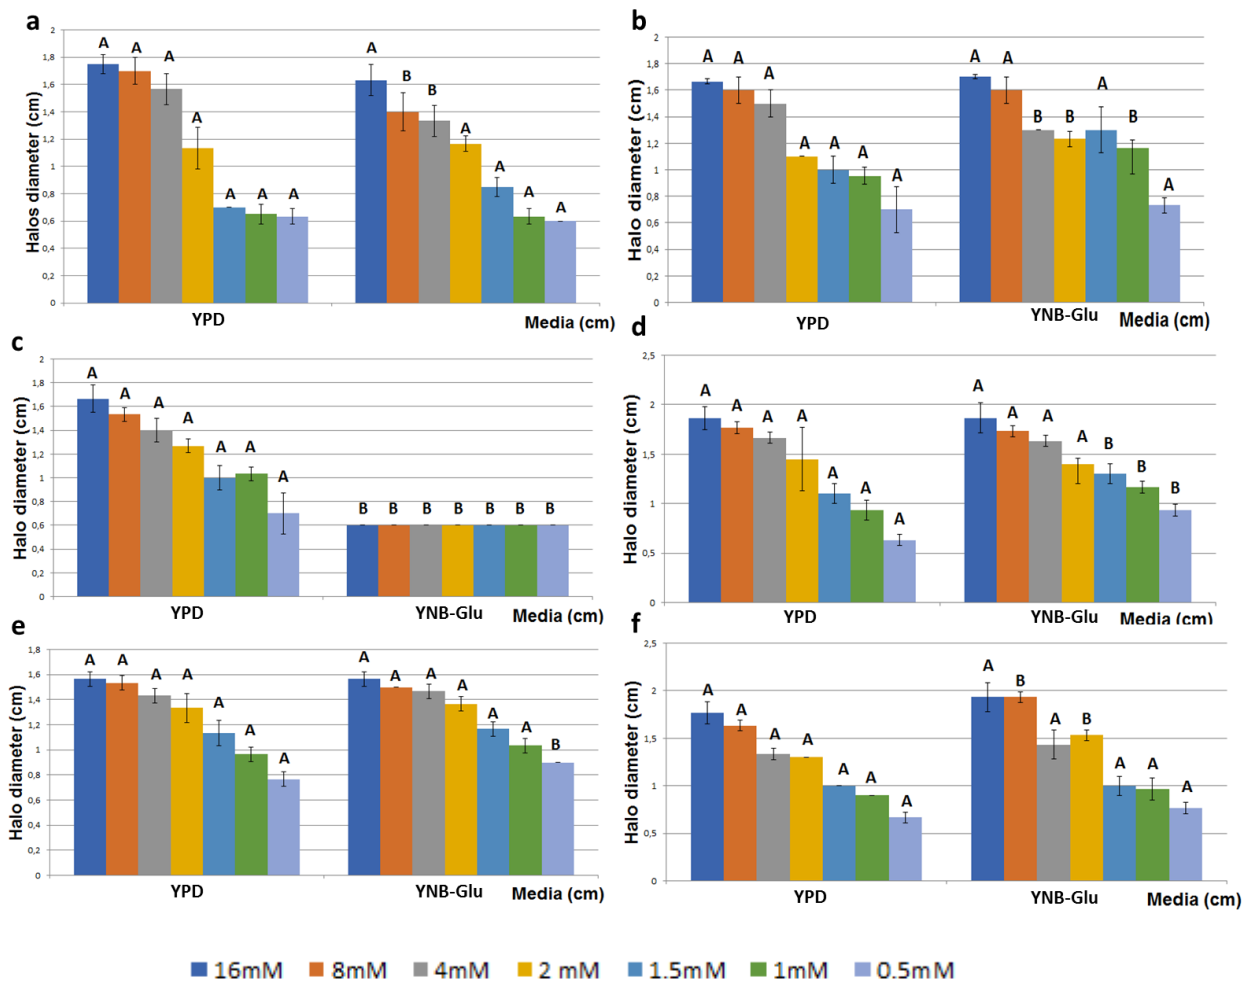 a
Halos diameter (cm)
2
1,8
1,6
1,4
1,2
1
0,8
0,6
0,4
0,2
0
A A A A A A A
A B B A A A A
YPD
Media (cm)
b
Halo diameter (cm)
2
1,8
1,6
1,4
1,2
1
0,8
0,6
0,4
0,2
0
A A A A A A A
A A B B A B A
YPD YNB-Glu Media (cm)
c
Halo diameter (cm)
2
1,8
1,6
1,4
1,2
1
0,8
0,6
0,4
0,2
0
A A A A A A A
B B B B B B B
YPD YNB-Glu Media (cm)
d
Halo diameter (cm)
2,5
2
1,5
1
0,5
0
A A A A A A A
A A A A B B B
YPD YNB-Glu Media (cm)
e
Halo diameter (cm)
1,8
1,6
1,4
1,2
1
0,8
0,6
0,4
0,2
0
A A A A A A A
A A A A A A B
YPD YNB-Glu Media (cm)
f
Halo diameter (cm)
2,5
2
1,5
1
0,5
0
A A A A A A A
A B A B A A A
YPD YNB-Glu Media (cm)
16mM 8mM 4mM 2 mM 1.5mM 1mM 0.5mM